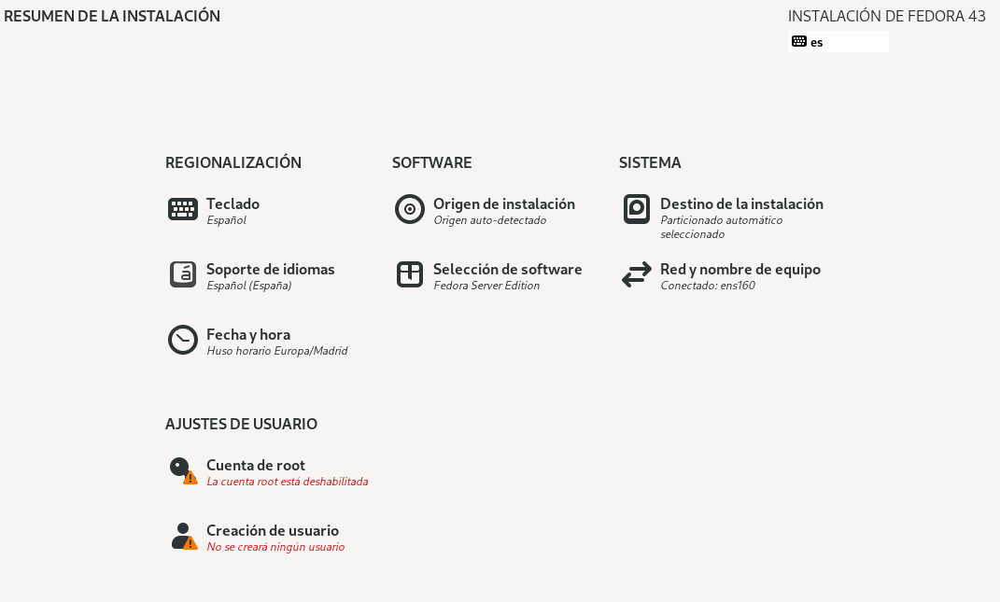 RESUMEN DE LA INSTALACIÓN
INSTALACIÓN DE FEDORA 43
es
REGIONALIZACIÓN
Teclado
Español
Soporte de idiomas
Español (España)
Fecha y hora
Huso horario Europa/Madrid
SOFTWARE
Origen de instalación
Origen auto-detectado
Selección de software
Fedora Server Edition
SISTEMA
Destino de la instalación
Particionado automático
seleccionado
Red y nombre de equipo
Conectado: ens160
AJUSTES DE USUARIO
Cuenta de root
La cuenta root está deshabilitada
Creación de usuario
No se creará ningún usuario